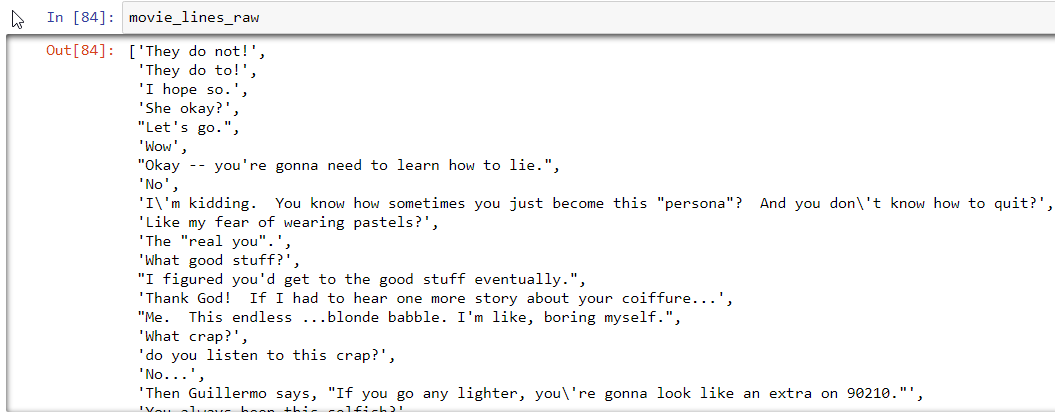 In [84]: movie_lines_raw
Out[84]: ['They do not!',
'They do to!',
'I hope so.',
'She okay?',
"Let's go.",
'Wow',
"Okay -- you're gonna need to learn how to lie.",
'No',
'I\'m kidding.  You know how sometimes you just become this "persona"?  And you don\'t know how to quit?',
'Like my fear of wearing pastels?',
'The "real you".',
'What good stuff?',
"I figured you'd get to the good stuff eventually.",
'Thank God!  If I had to hear one more story about your coiffure...',
"Me.  This endless ...blonde babble. I'm like, boring myself.",
'What crap?',
'do you listen to this crap?',
'No...',
'Then Guillermo says, "If you go any lighter, you\'re gonna look like an extra on 90210."',
'You always been this selfish?'